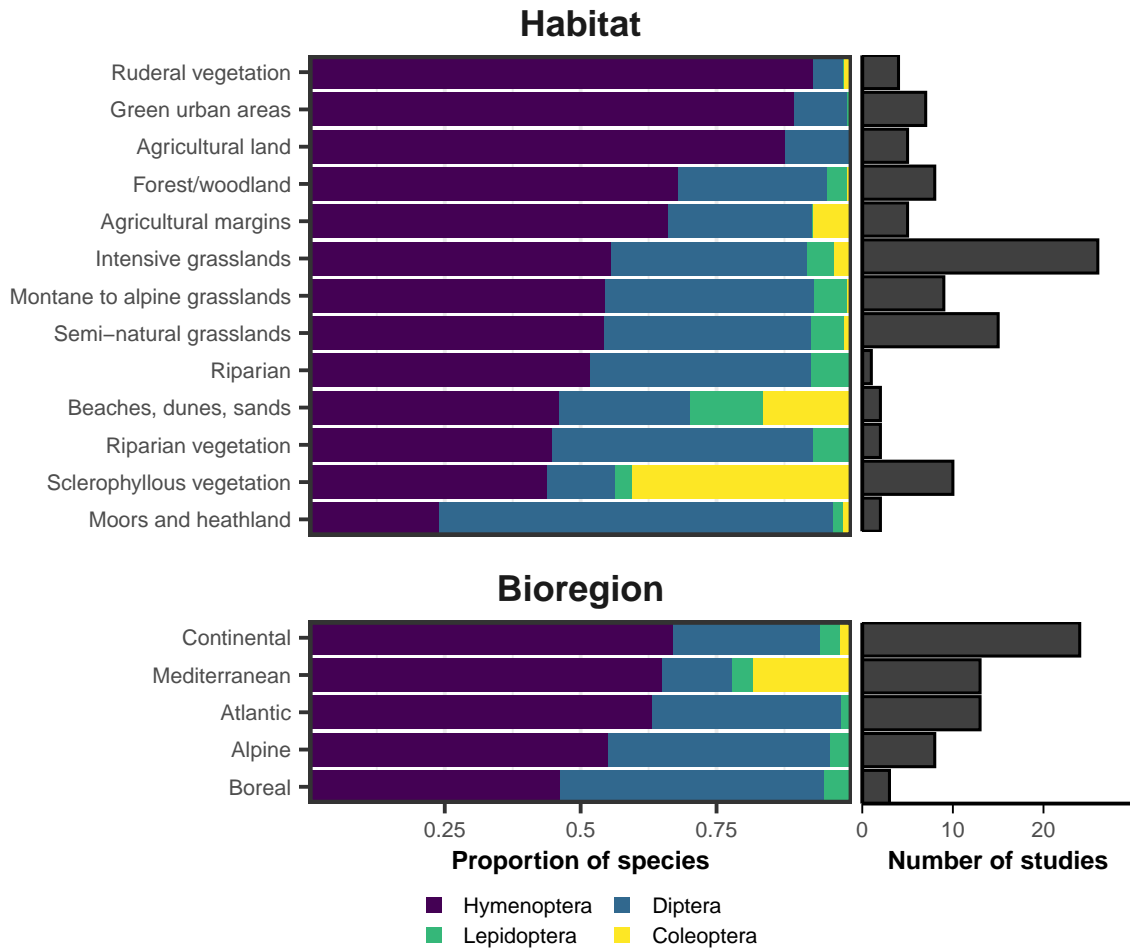 Habitat
Ruderal vegetation
Green urban areas
Agricultural land
Forest/woodland
Agricultural margins
Intensive grasslands
Montane to alpine grasslands
Semi−natural grasslands
Riparian
Beaches, dunes, sands
Riparian vegetation
Sclerophyllous vegetation
Moors and heathland
Bioregion
Continental
Mediterranean
Atlantic
Alpine
Boreal
0.25 0.5 0.75 0 10 20
Proportion of species Number of studies
Hymenoptera Diptera
Lepidoptera Coleoptera